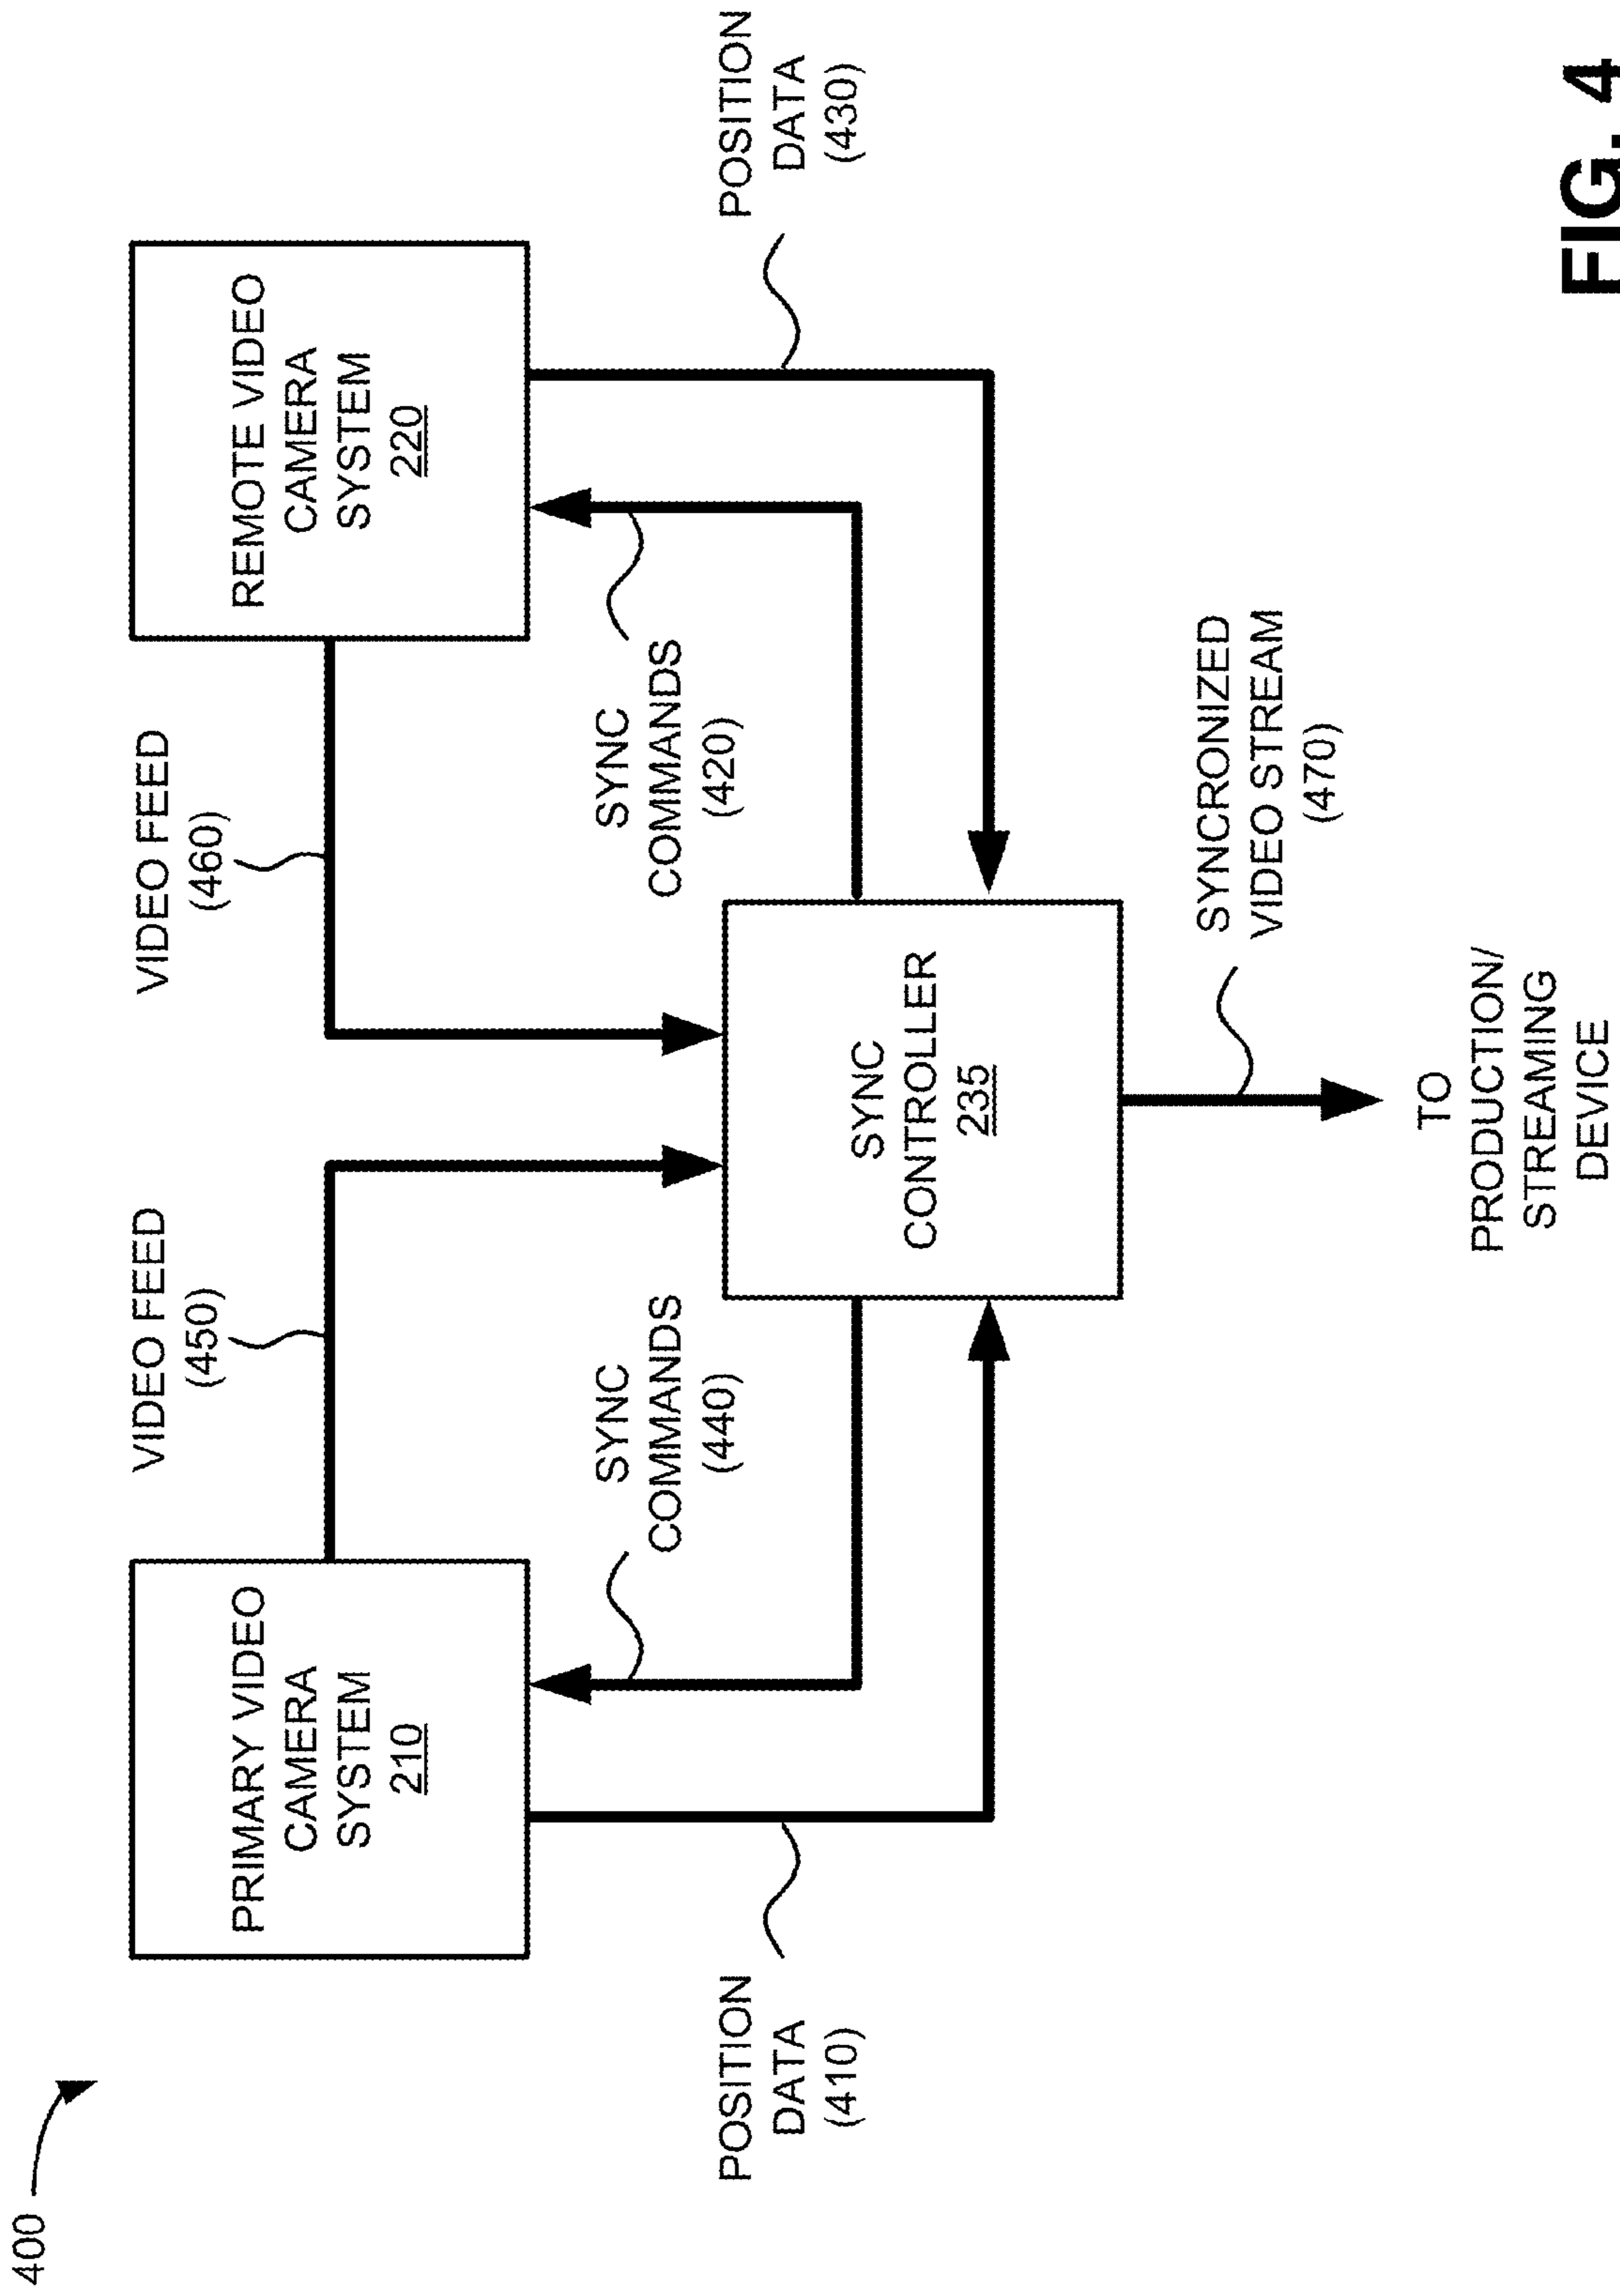 400
VIDEO FEED
(450)
VIDEO FEED
(460)
PRIMARY VIDEO
CAMERA
SYSTEM
210
REMOTE VIDEO
CAMERA
SYSTEM
220
SYNC
COMMANDS
(440)
SYNC
COMMANDS
(420)
POSITION
DATA
(410)
POSITION
DATA
(430)
SYNC
CONTROLLER
235
SYNCRONIZED
VIDEO STREAM
(470)
TO
PRODUCTION/
STREAMING
DEVICE
FIG. 4